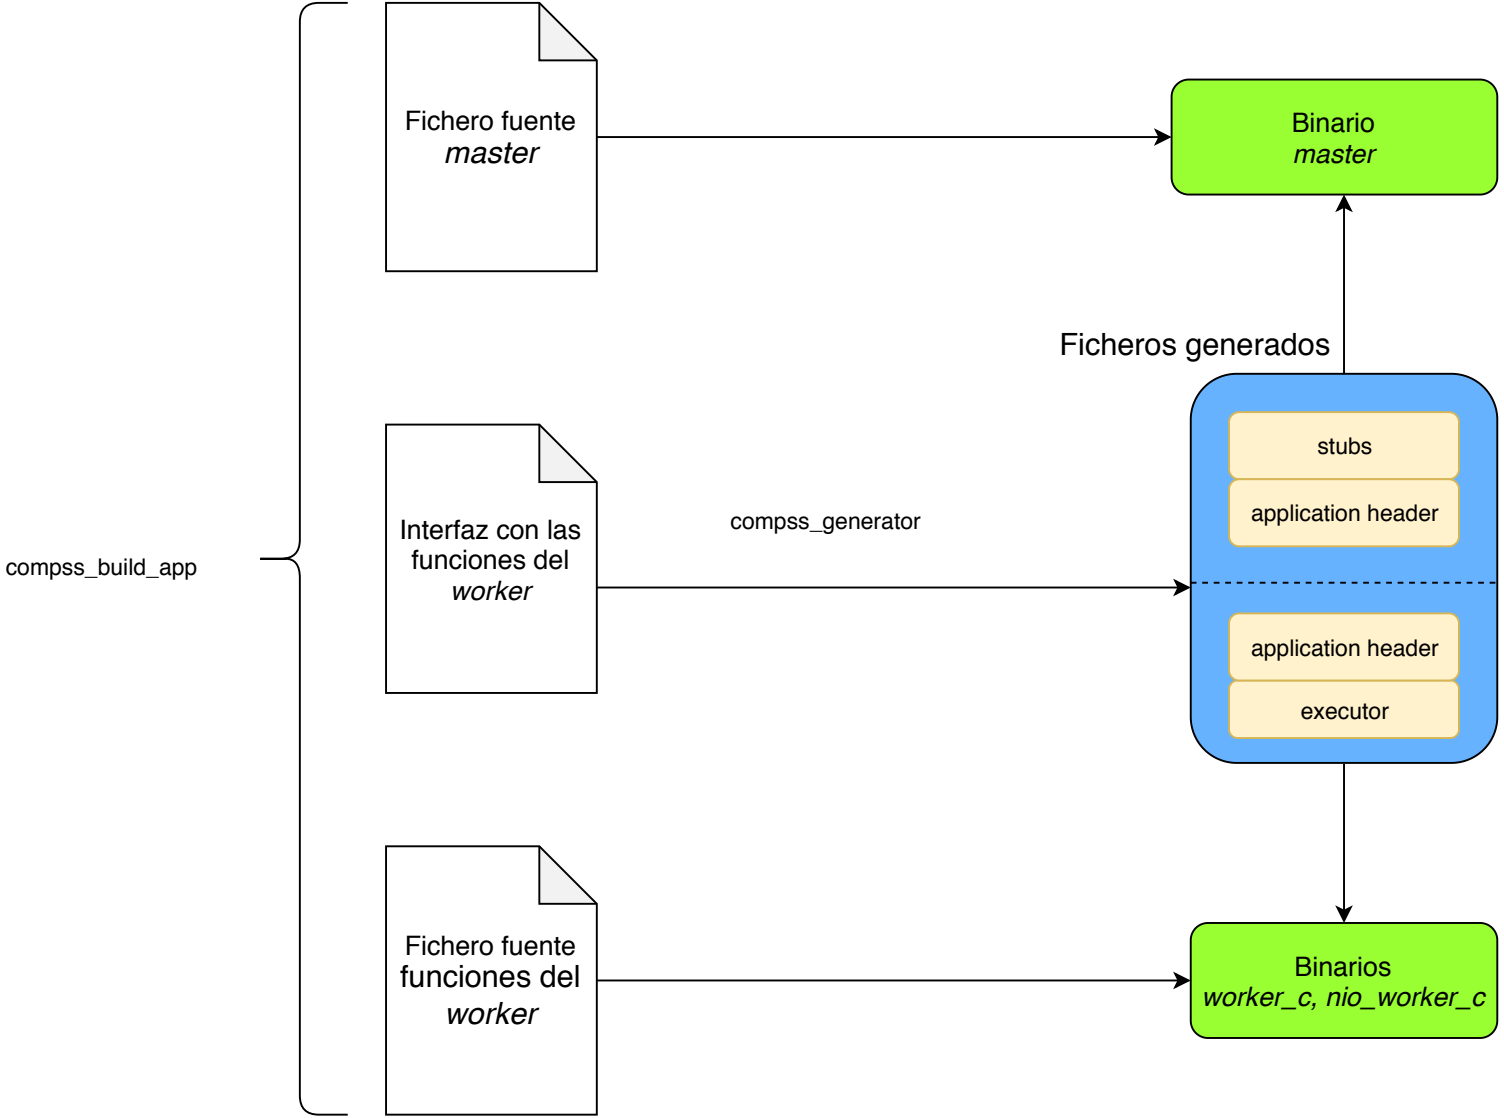 Fichero fuente
master
Binario
master
Ficheros generados
stubs
application header
compss_generator
Interfaz con las
funciones del
worker
compss_build_app
application header
executor
Fichero fuente
funciones del
worker
Binarios
worker_c, nio_worker_c